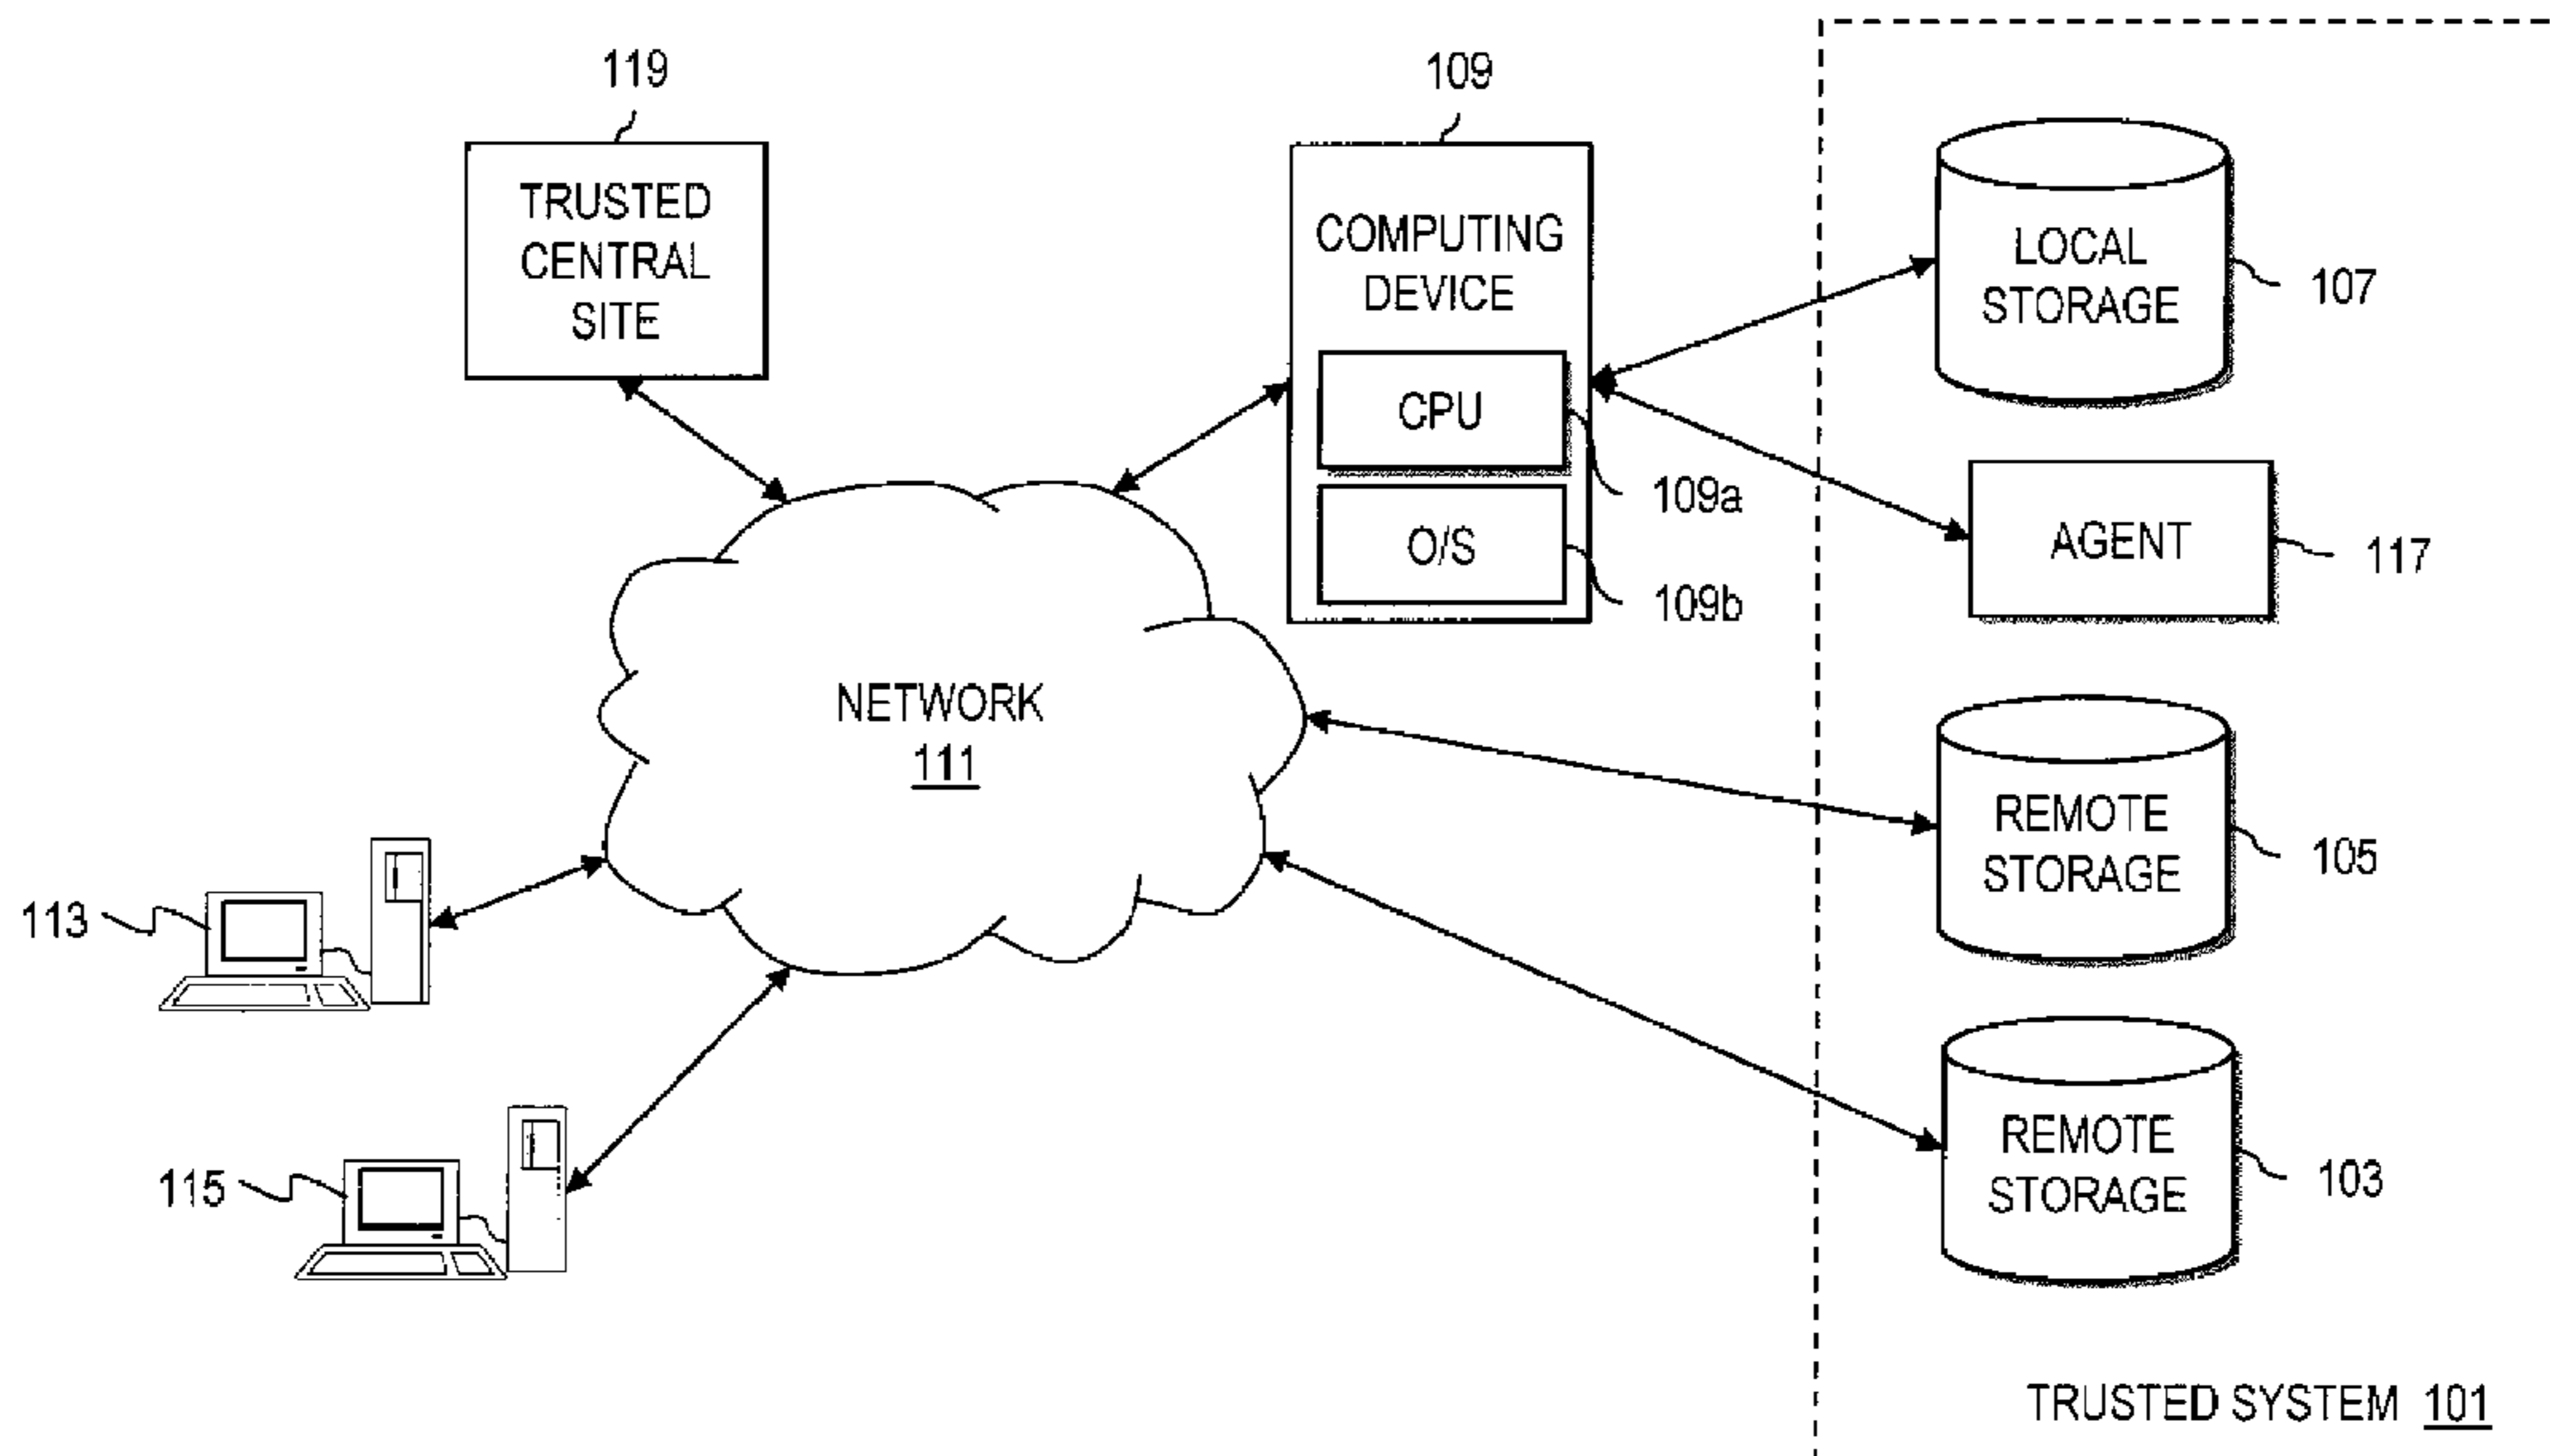 119
109
TRUSTED
CENTRAL
SITE
COMPUTING
DEVICE
CPU
109a
O/S
109b
LOCAL
STORAGE
107
AGENT
117
NETWORK
111
REMOTE
STORAGE
105
113
REMOTE
STORAGE
103
115
TRUSTED SYSTEM 101